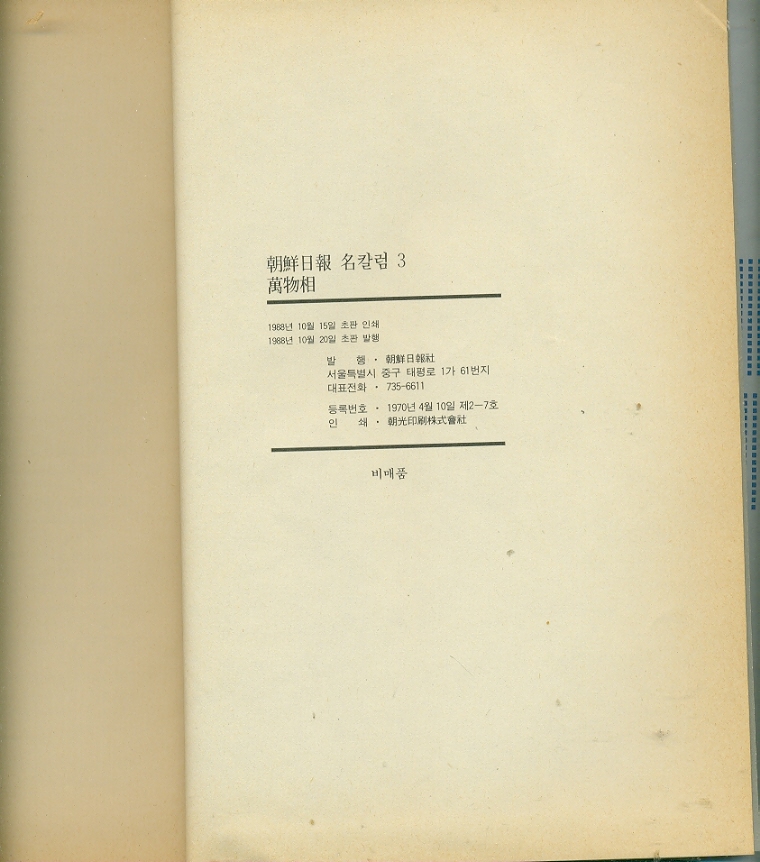 朝鮮日報 名칼럼 3
萬物相
1988년 10월 15일 초판 인쇄
1988년 10월 20일 초판 발행
발 행 · 朝鮮日報社
서울특별시 중구 태평로 1가 61번지
대표전화 · 735-6611
등록번호 · 1970년 4월 10일 제2—7호
인 쇄 · 朝光印刷株式會社
비매품